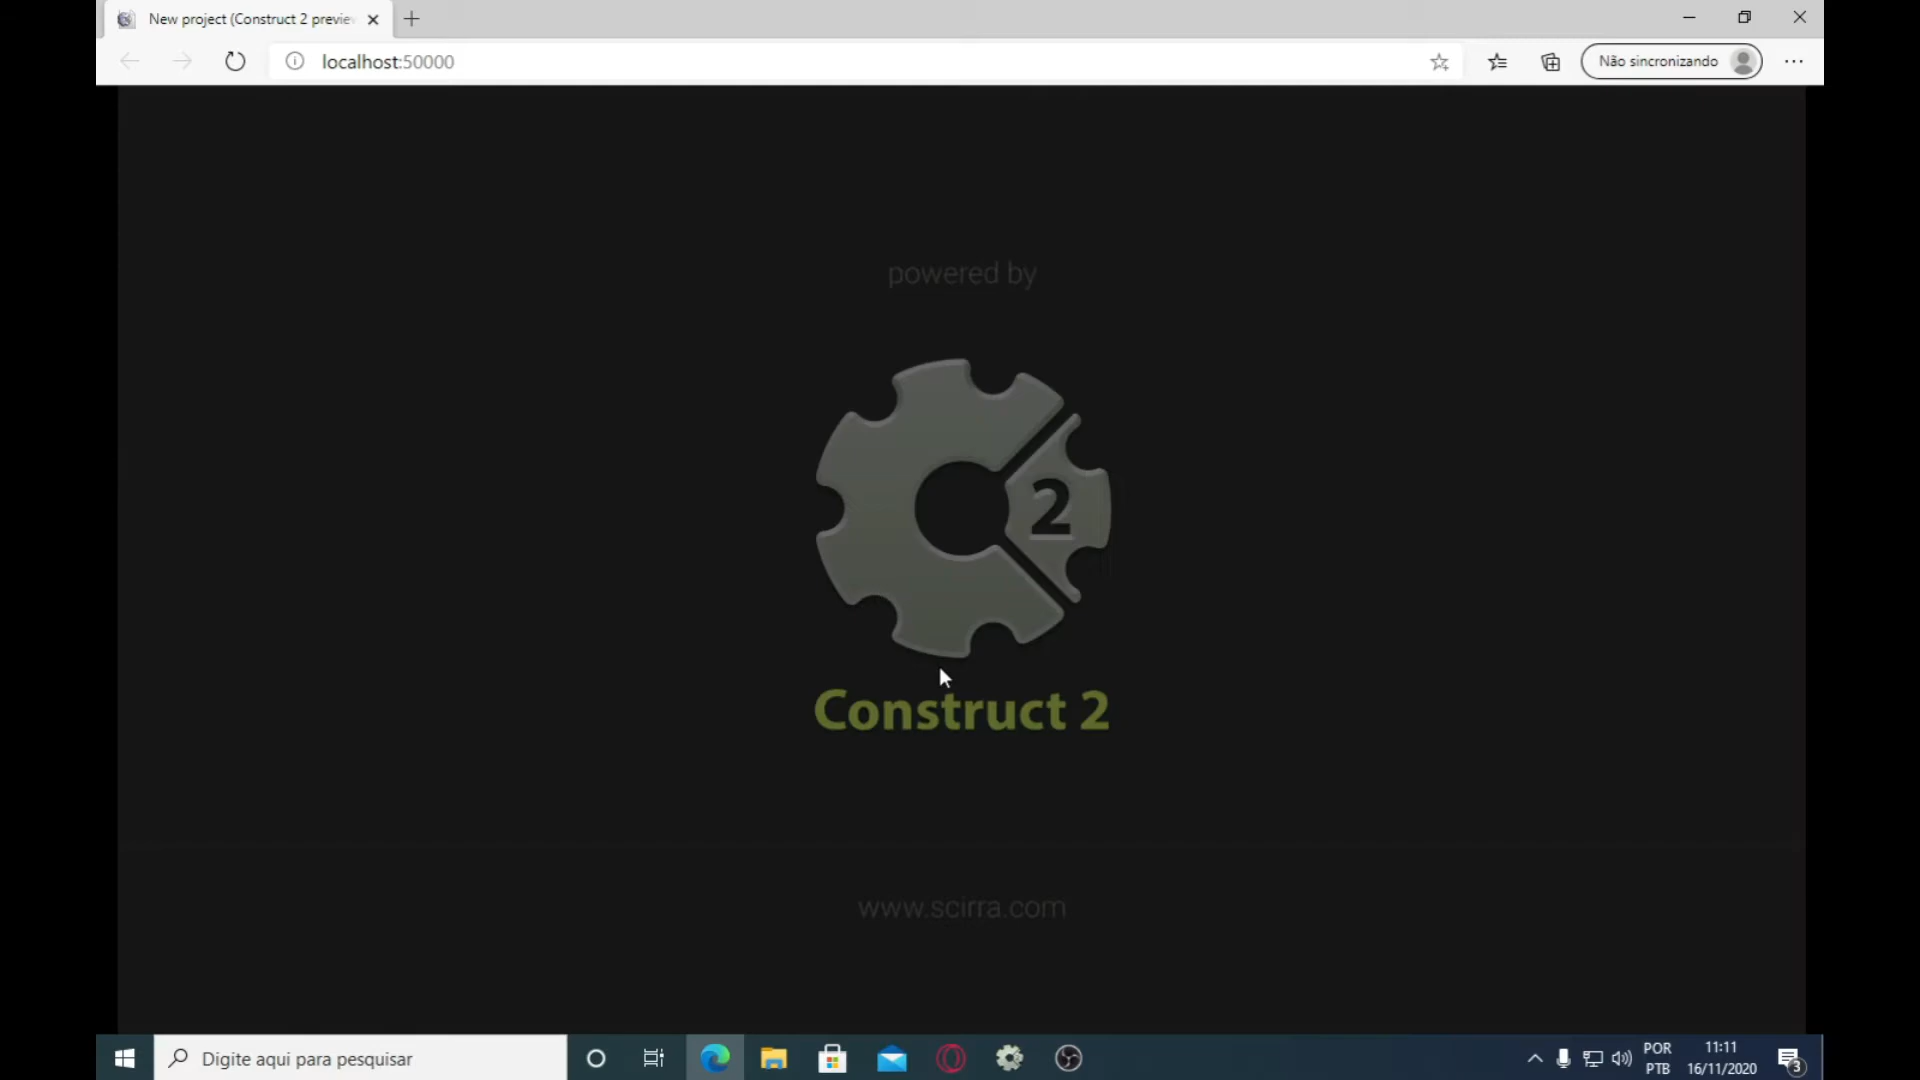 New project (Construct 2 preview
localhost:50000
Não sincronizando
powered by
2
Construct 2
www.scirra.com
Digite aqui para pesquisar
POR
PTB
11:11
16/11/2020
3